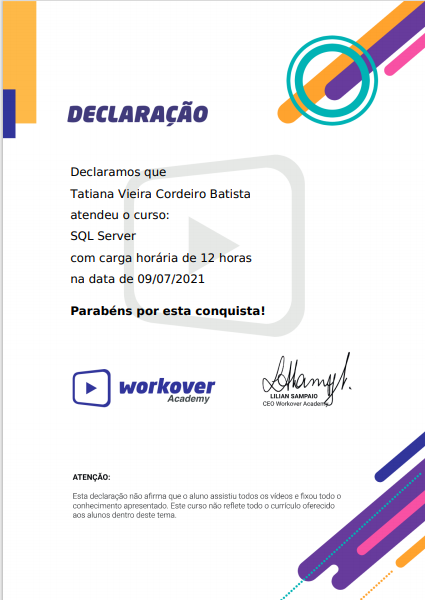 DECLARAÇÃO
Declaramos que
Tatiana Vieira Cordeiro Batista
atendeu o curso:
SQL Server
com carga horária de 12 horas
na data de 09/07/2021
Parabéns por esta conquista!
workover
Academy
LILIAN SAMPAIO
CEO Workover Academy
ATENÇÃO:
Esta declaração não afirma que o aluno assistiu todos os vídeos e fixou todo o
conhecimento apresentado. Este curso não reflete todo o currículo oferecido
aos alunos dentro deste tema.